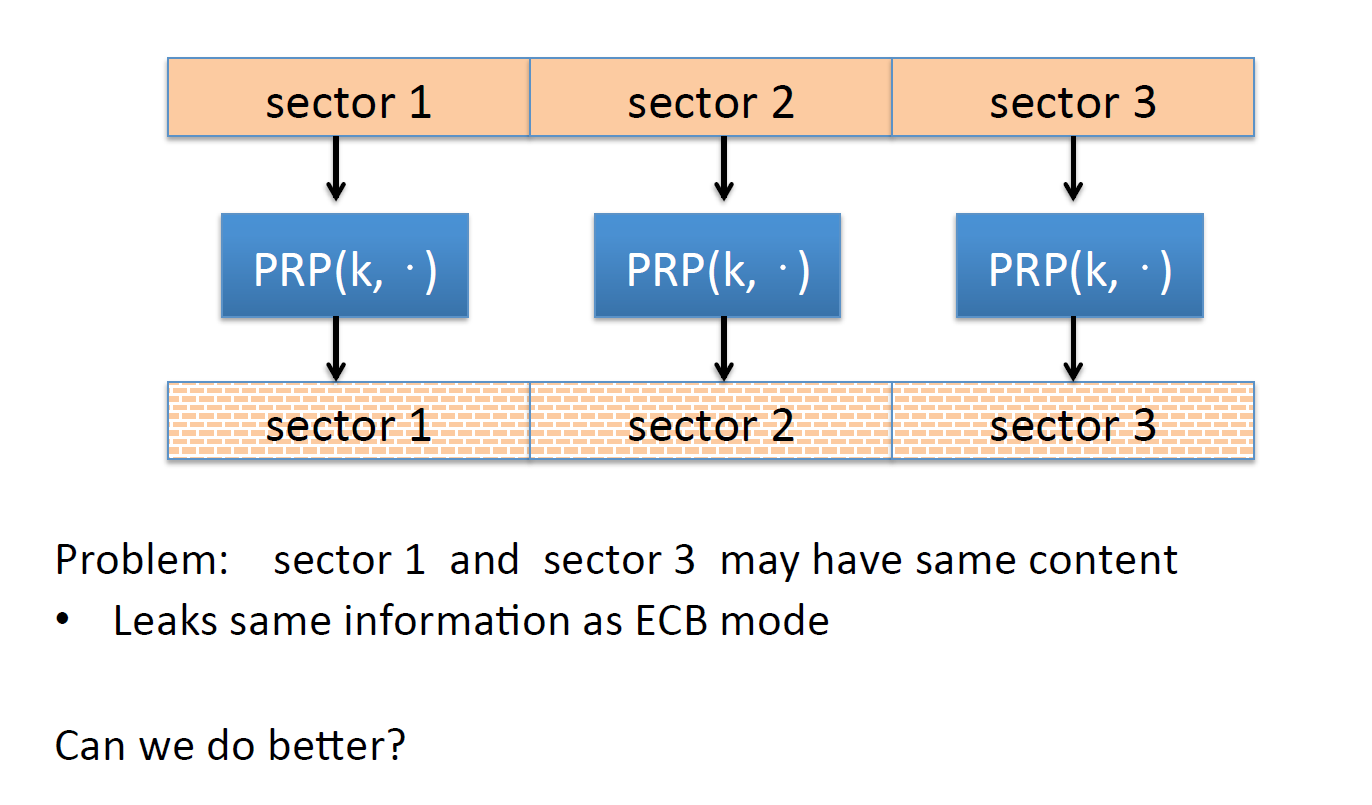 sector 1 sector 2 sector 3
PRP(k, ·) PRP(k, ·) PRP(k, ·)
sector 1 sector 2 sector 3
Problem: sector 1 and sector 3 may have same content
• Leaks same information as ECB mode
Can we do better?